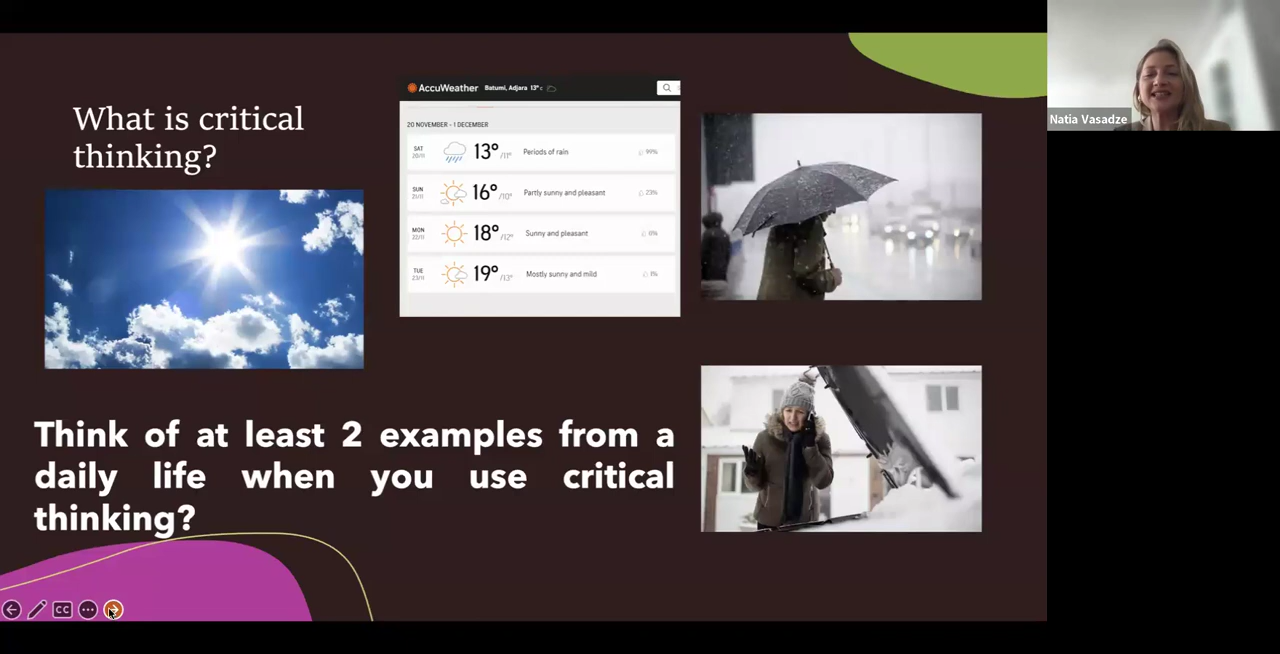 What is critical
thinking?
AccuWeather Batumi, Adjara 13°C
20 NOVEMBER - 1 DECEMBER
SAT 20/11 13° /11° Periods of rain 99%
SUN 21/11 16° /10° Partly sunny and pleasant 23%
MON 22/11 18° /12° Sunny and pleasant 0%
TUE 23/11 19° /13° Mostly sunny and mild 1%
Think of at least 2 examples from a
daily life when you use critical
thinking?
CC
Natia Vasadze